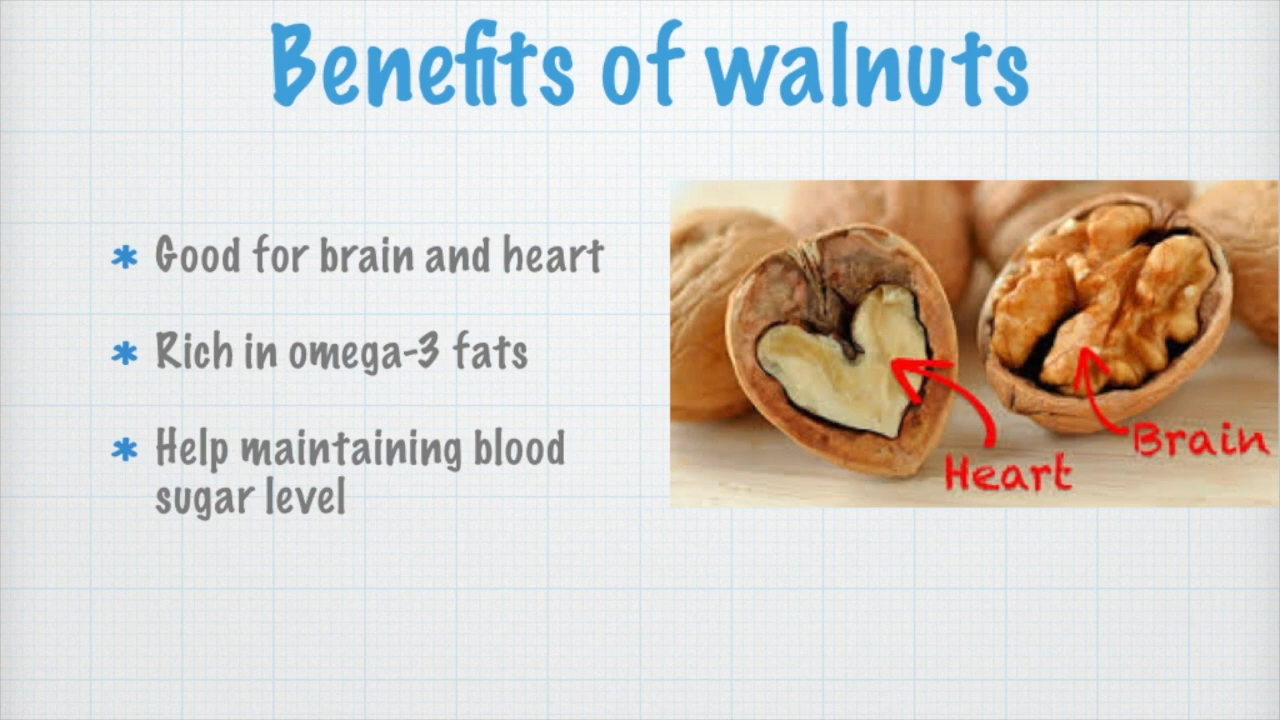 Benefits of walnuts
* Good for brain and heart
* Rich in omega-3 fats
* Help maintaining blood
sugar level
Heart
Brain